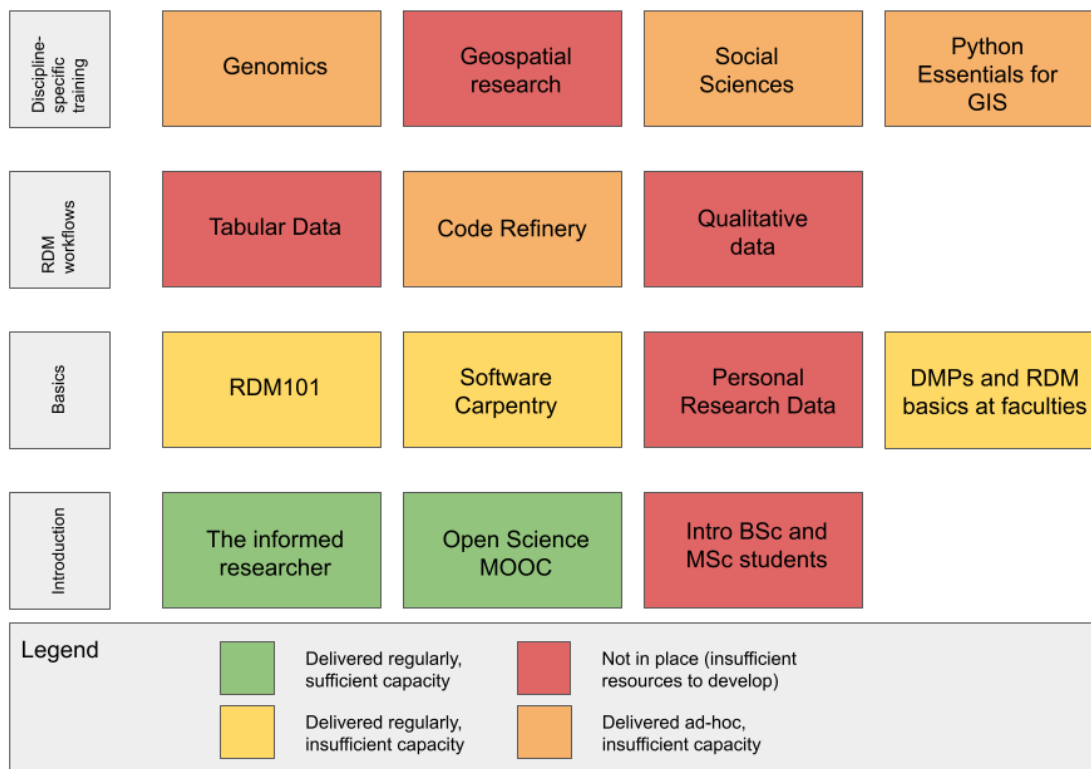 Discipline-
specific
training
Genomics
Geospatial
research
Social
Sciences
Python
Essentials for
GIS
RDM
workflows
Tabular Data
Code Refinery
Qualitative
data
Basics
RDM101
Software
Carpentry
Personal
Research Data
DMPs and RDM
basics at faculties
Introduction
The informed
researcher
Open Science
MOOC
Intro BSc and
MSc students
Legend
Delivered regularly,
sufficient capacity
Not in place (insufficient
resources to develop)
Delivered regularly,
insufficient capacity
Delivered ad-hoc,
insufficient capacity